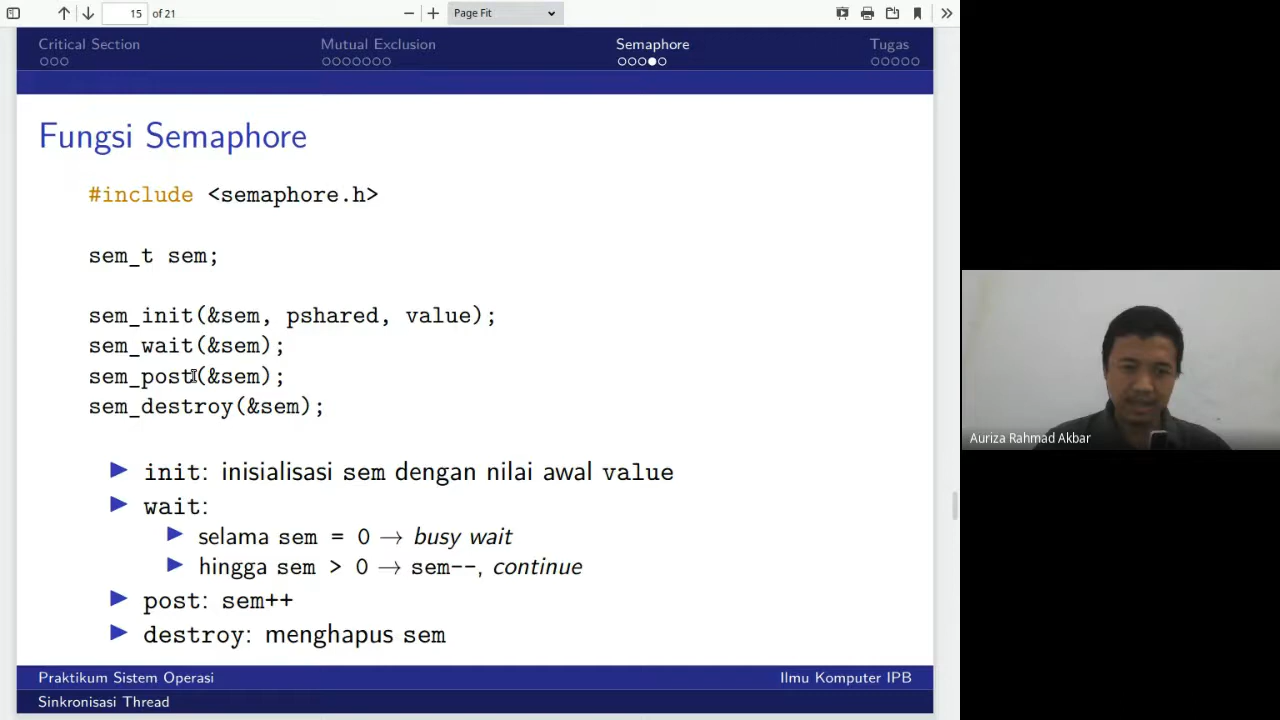 15 of 21
Page Fit
Critical Section
Mutual Exclusion
Semaphore
Tugas
Fungsi Semaphore
#include <semaphore.h>
sem_t sem;
sem_init(&sem, pshared, value);
sem_wait(&sem);
sem_post(&sem);
sem_destroy(&sem);
init: inisialisasi sem dengan nilai awal value
wait:
selama sem = 0 → busy wait
hingga sem > 0 → sem--, continue
post: sem++
destroy: menghapus sem
Auriza Rahmad Akbar
Praktikum Sistem Operasi
Ilmu Komputer IPB
Sinkronisasi Thread